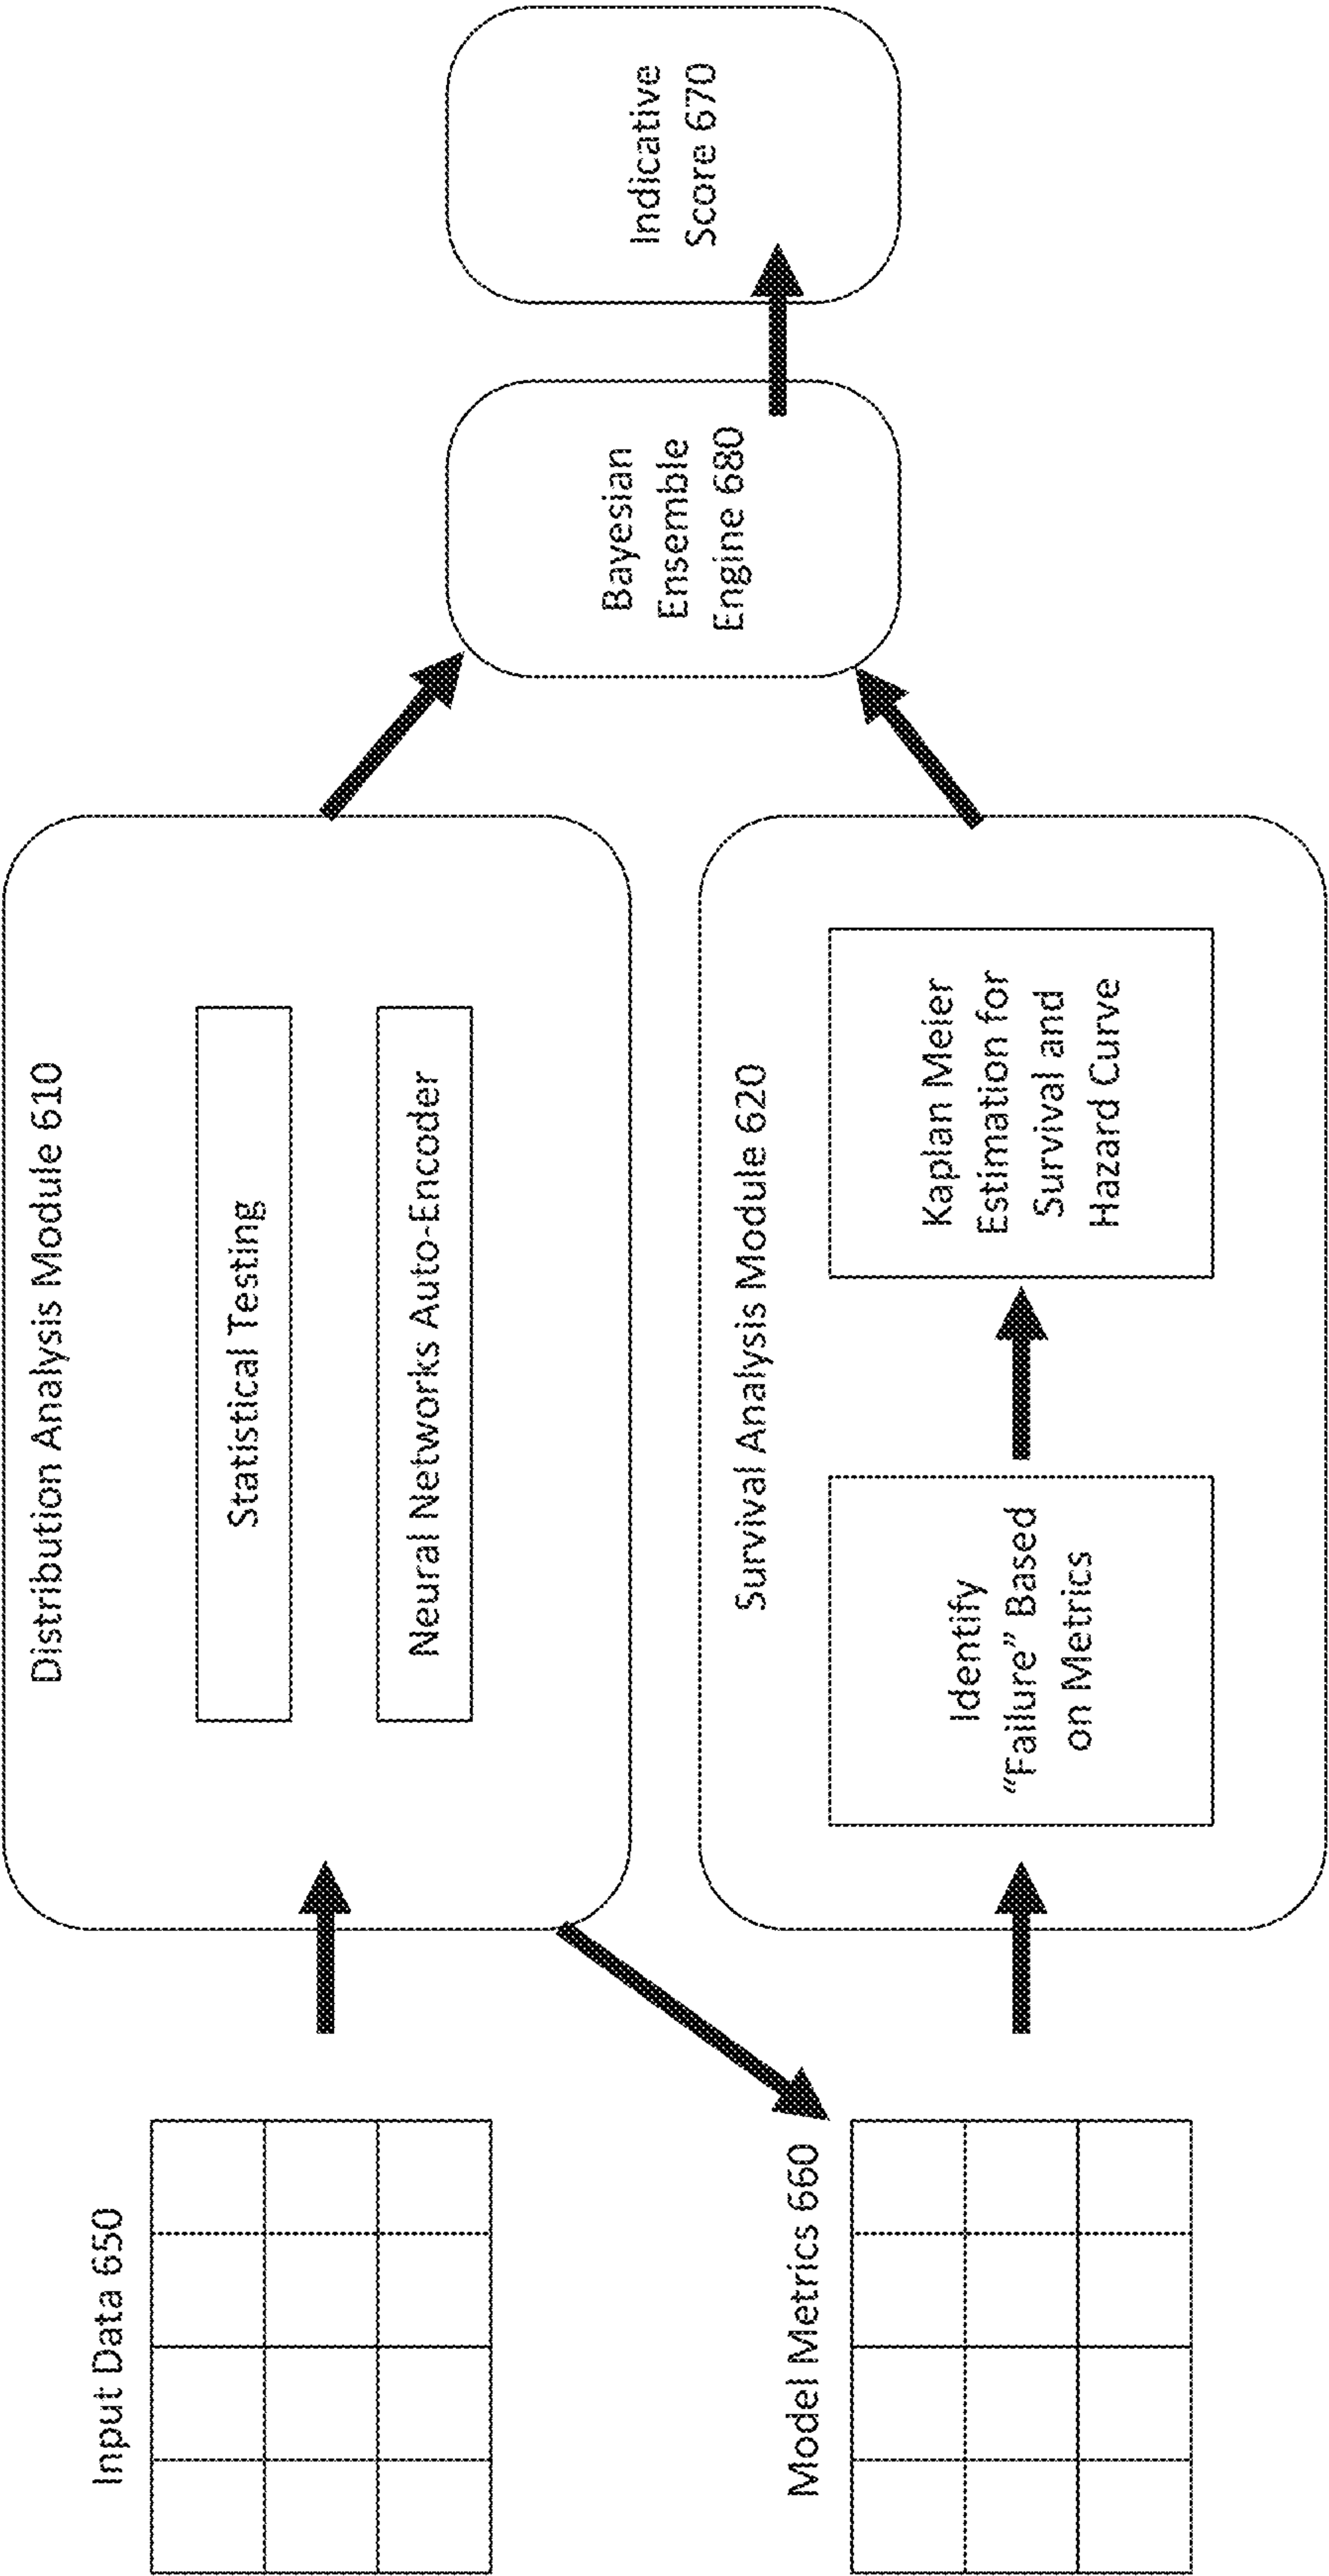 Input Data 650
Distribution Analysis Module 610
Statistical Testing
Neural Networks Auto-Encoder
Model Metrics 660
Survival Analysis Module 620
Identify
“Failure” Based
on Metrics
Kaplan Meier
Estimation for
Survival and
Hazard Curve
Bayesian
Ensemble
Engine 680
Indicative
Score 670